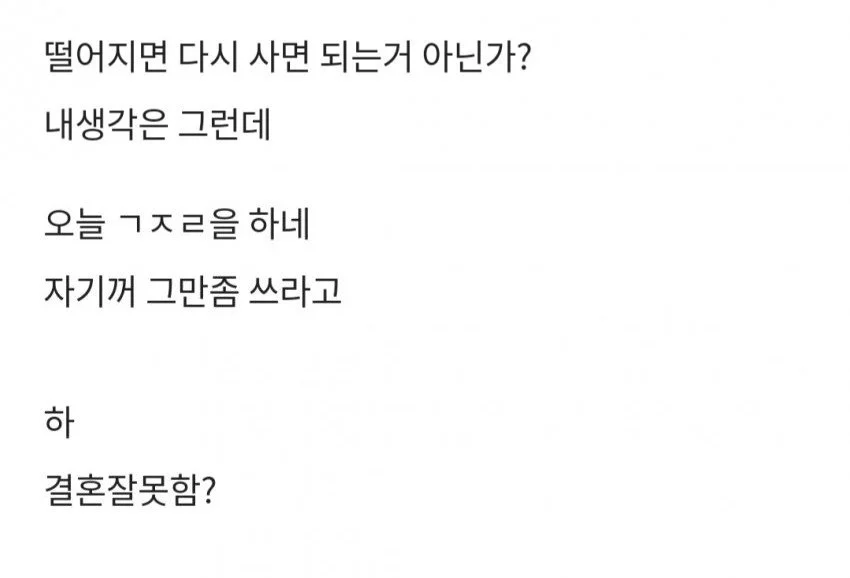 떨어지면 다시 사면 되는거 아닌가?
내생각은 그런데
오늘 ㄱㅈㄹ을 하네
자기꺼 그만좀 쓰라고
하
결혼잘못함?